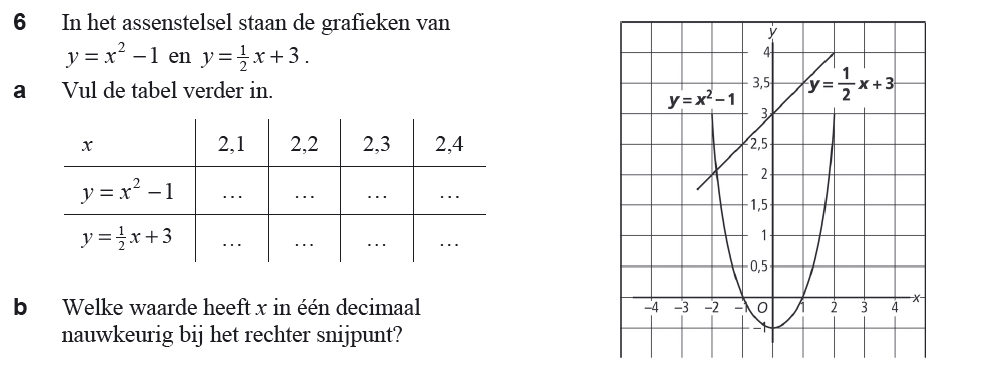 6 In het assenstelsel staan de grafieken van
y = x² − 1 en y = ½x + 3.
a Vul de tabel verder in.
x 2,1 2,2 2,3 2,4
y = x² − 1 … … … …
y = ½x + 3 … … … …
b Welke waarde heeft x in één decimaal
nauwkeurig bij het rechter snijpunt?
y
4
3,5
y = ½x + 3
y = x² − 1
3
2,5
2
1,5
1
0,5
−4 −3 −2 −1 O 1 2 3 4 x
−1